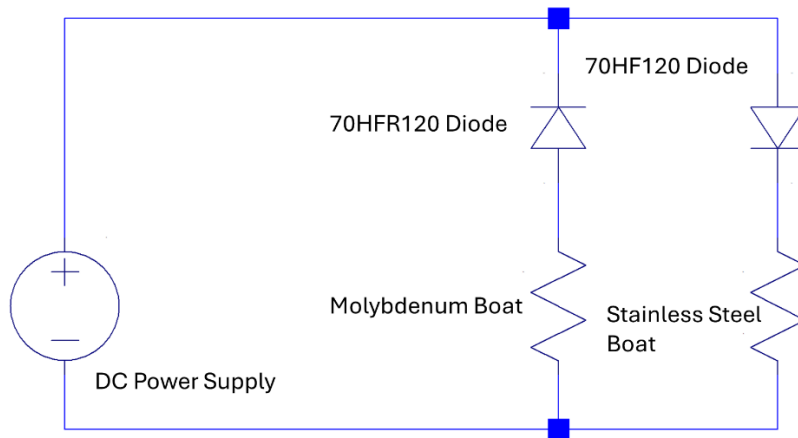 70HF120 Diode
70HFR120 Diode
Molybdenum Boat
Stainless Steel
Boat
DC Power Supply